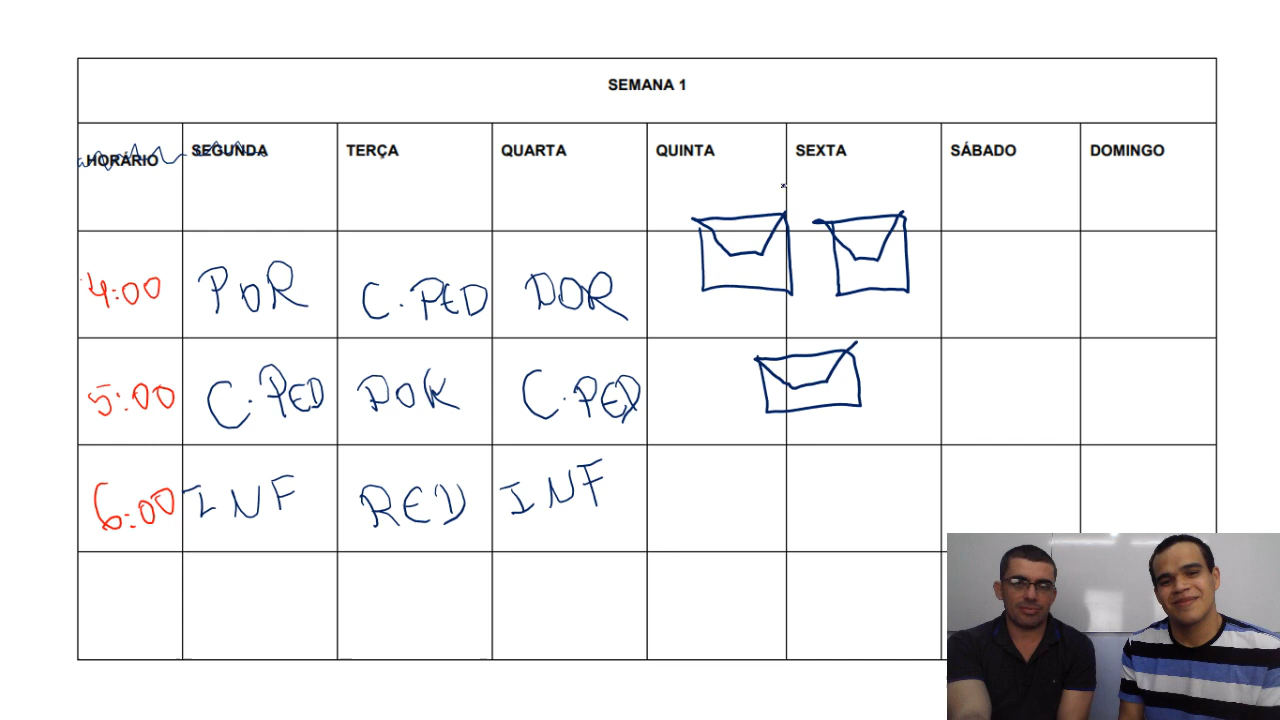 SEMANA 1
HORÁRIO SEGUNDA TERÇA QUARTA QUINTA SEXTA SÁBADO DOMINGO
4:00 POR C.PED POR
5:00 C.PED POR C.PED
6:00 INF RED INF